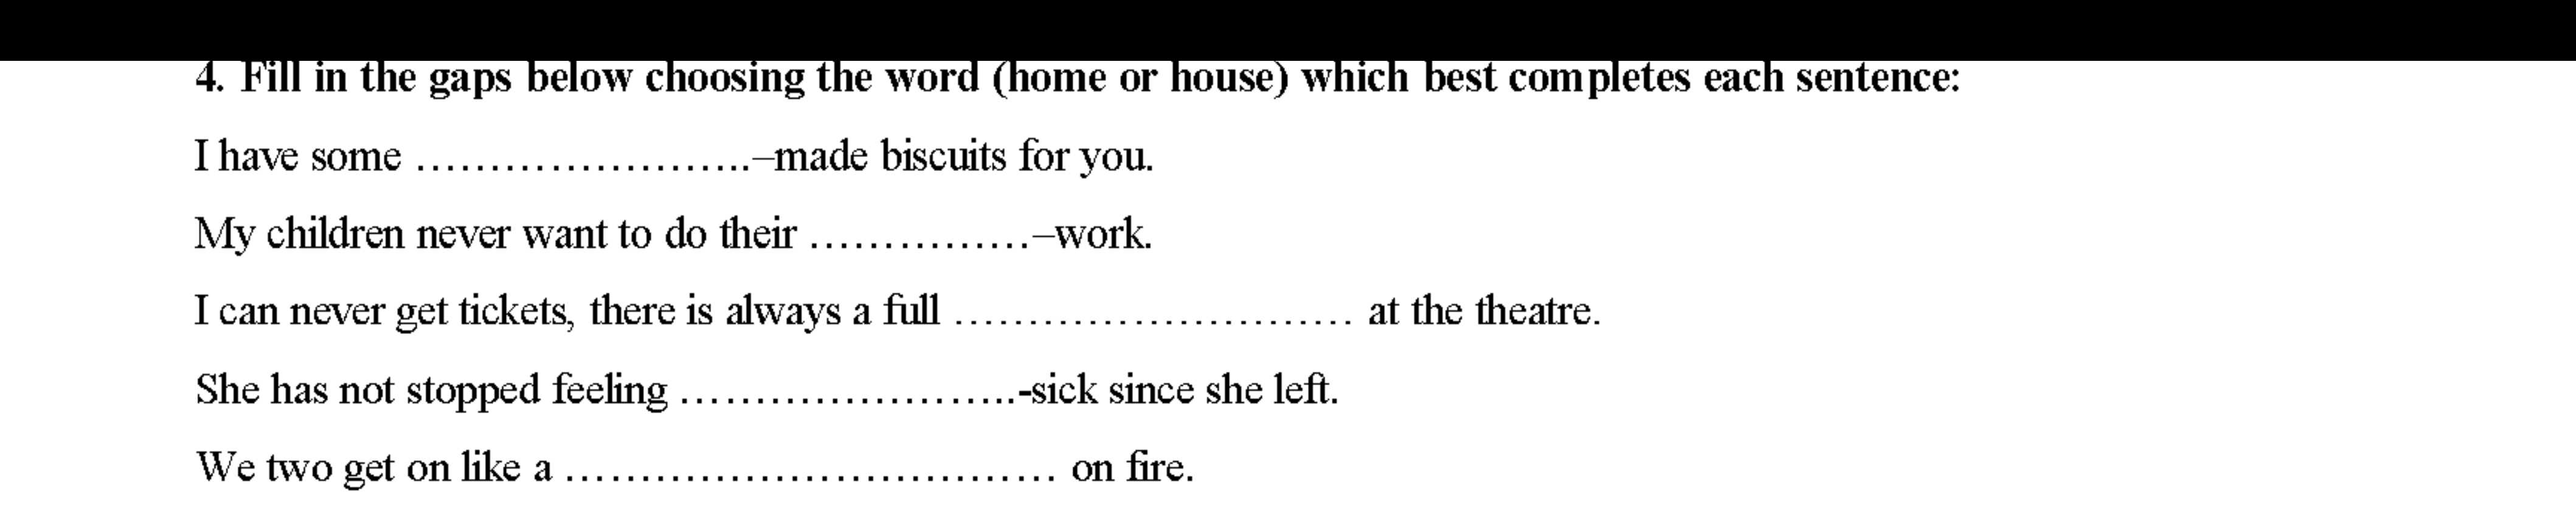 4. Fill in the gaps below choosing the word (home or house) which best completes each sentence:
I have some …………………..–made biscuits for you.
My children never want to do their ……………–work.
I can never get tickets, there is always a full ……………………… at the theatre.
She has not stopped feeling …………………..-sick since she left.
We two get on like a …………………………… on fire.